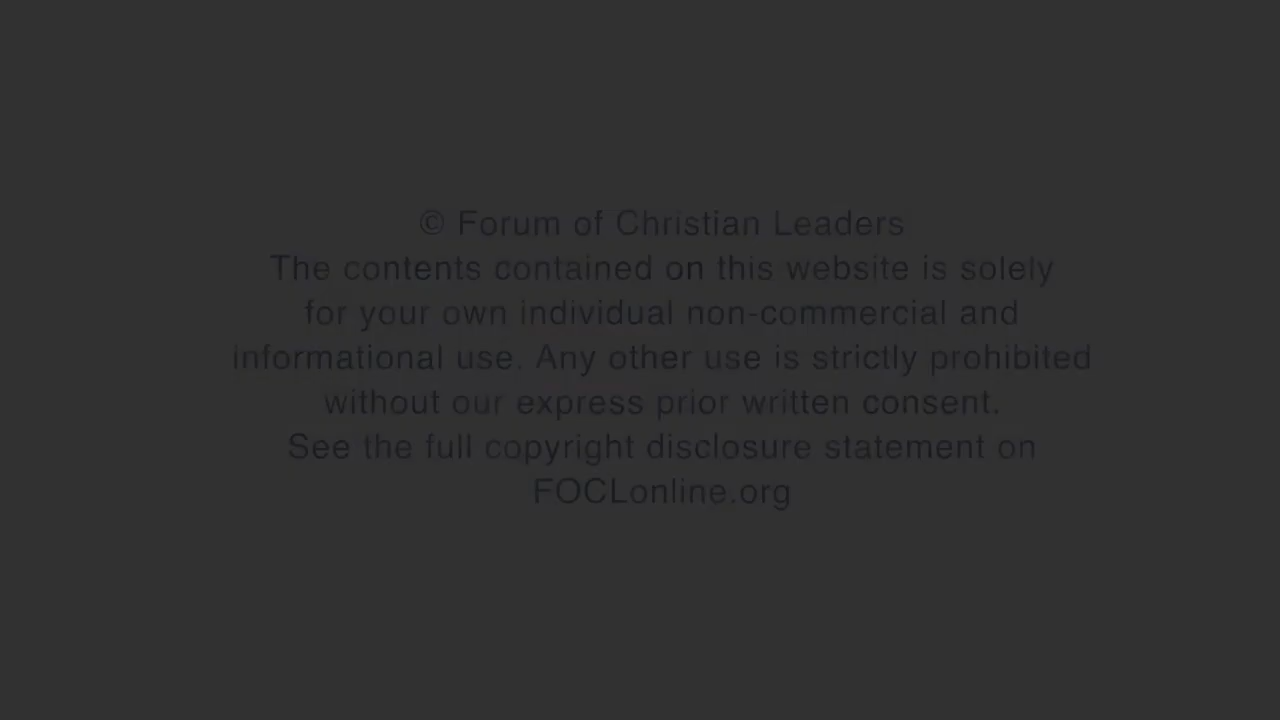 © Forum of Christian Leaders
The contents contained on this website is solely
for your own individual non-commercial and
informational use. Any other use is strictly prohibited
without our express prior written consent.
See the full copyright disclosure statement on
FOCLonline.org